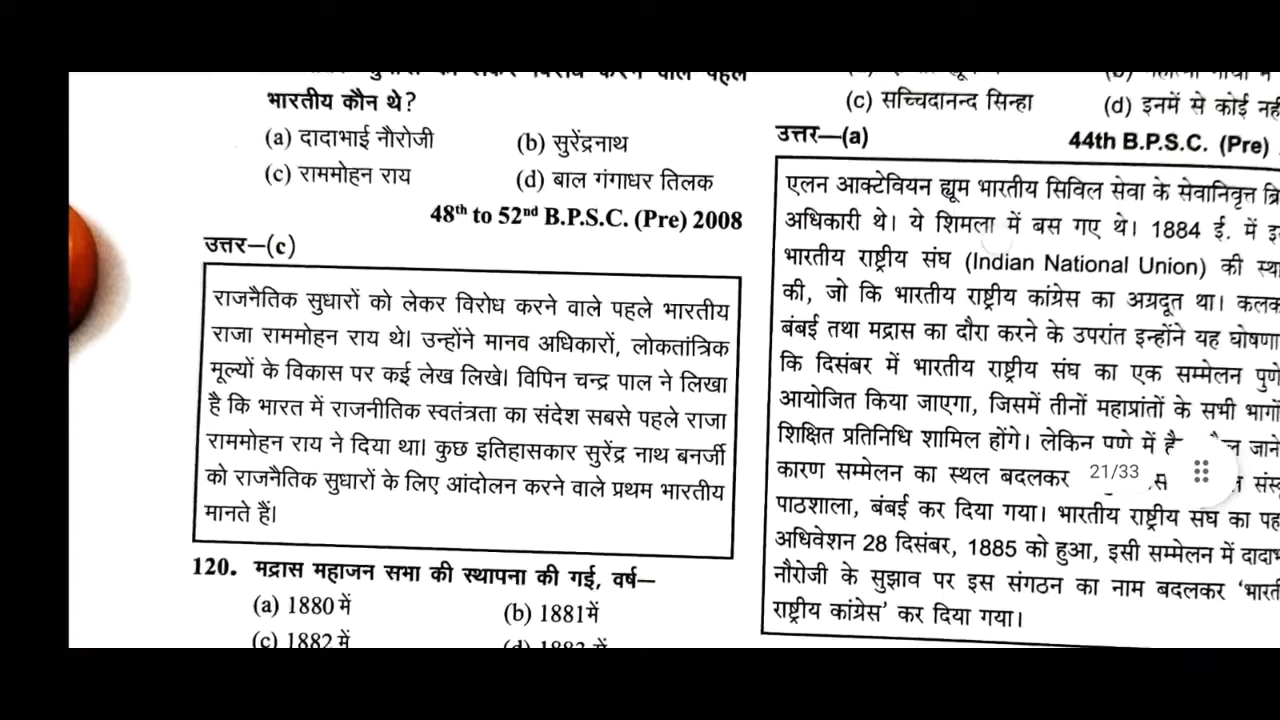 भारतीय कौन थे?
(a) दादाभाई नौरोजी
(b) सुरेंद्रनाथ
(c) राममोहन राय
(d) बाल गंगाधर तिलक
48th to 52nd B.P.S.C. (Pre) 2008
उत्तर—(c)
राजनैतिक सुधारों को लेकर विरोध करने वाले पहले भारतीय
राजा राममोहन राय थे। उन्होंने मानव अधिकारों, लोकतांत्रिक
मूल्यों के विकास पर कई लेख लिखे। विपिन चन्द्र पाल ने लिखा
है कि भारत में राजनीतिक स्वतंत्रता का संदेश सबसे पहले राजा
राममोहन राय ने दिया था। कुछ इतिहासकार सुरेंद्र नाथ बनर्जी
को राजनैतिक सुधारों के लिए आंदोलन करने वाले प्रथम भारतीय
मानते हैं।
120. मद्रास महाजन सभा की स्थापना की गई, वर्ष—
(a) 1880 में
(b) 1881 में
(c) 1882 में
(c) सच्चिदानन्द सिन्हा
(d) इनमें से कोई नहीं
उत्तर—(a)
44th B.P.S.C. (Pre)
एलन आक्टेवियन ह्यूम भारतीय सिविल सेवा के सेवानिवृत्त
अधिकारी थे। ये शिमला में बस गए थे। 1884 ई. में
भारतीय राष्ट्रीय संघ (Indian National Union) की
की, जो कि भारतीय राष्ट्रीय कांग्रेस का अग्रदूत था।
बंबई तथा मद्रास का दौरा करने के उपरांत इन्होंने यह घोषणा
कि दिसंबर में भारतीय राष्ट्रीय संघ का एक सम्मेलन पुणे
आयोजित किया जाएगा, जिसमें तीनों महाप्रांतों के सभी भागों
शिक्षित प्रतिनिधि शामिल होंगे। लेकिन पुणे में जाने
कारण सम्मेलन का स्थल बदलकर
21/33
पाठशाला, बंबई कर दिया गया। भारतीय राष्ट्रीय संघ का
अधिवेशन 28 दिसंबर, 1885 को हुआ, इसी सम्मेलन में
नौरोजी के सुझाव पर इस संगठन का नाम बदलकर
राष्ट्रीय कांग्रेस' कर दिया गया।